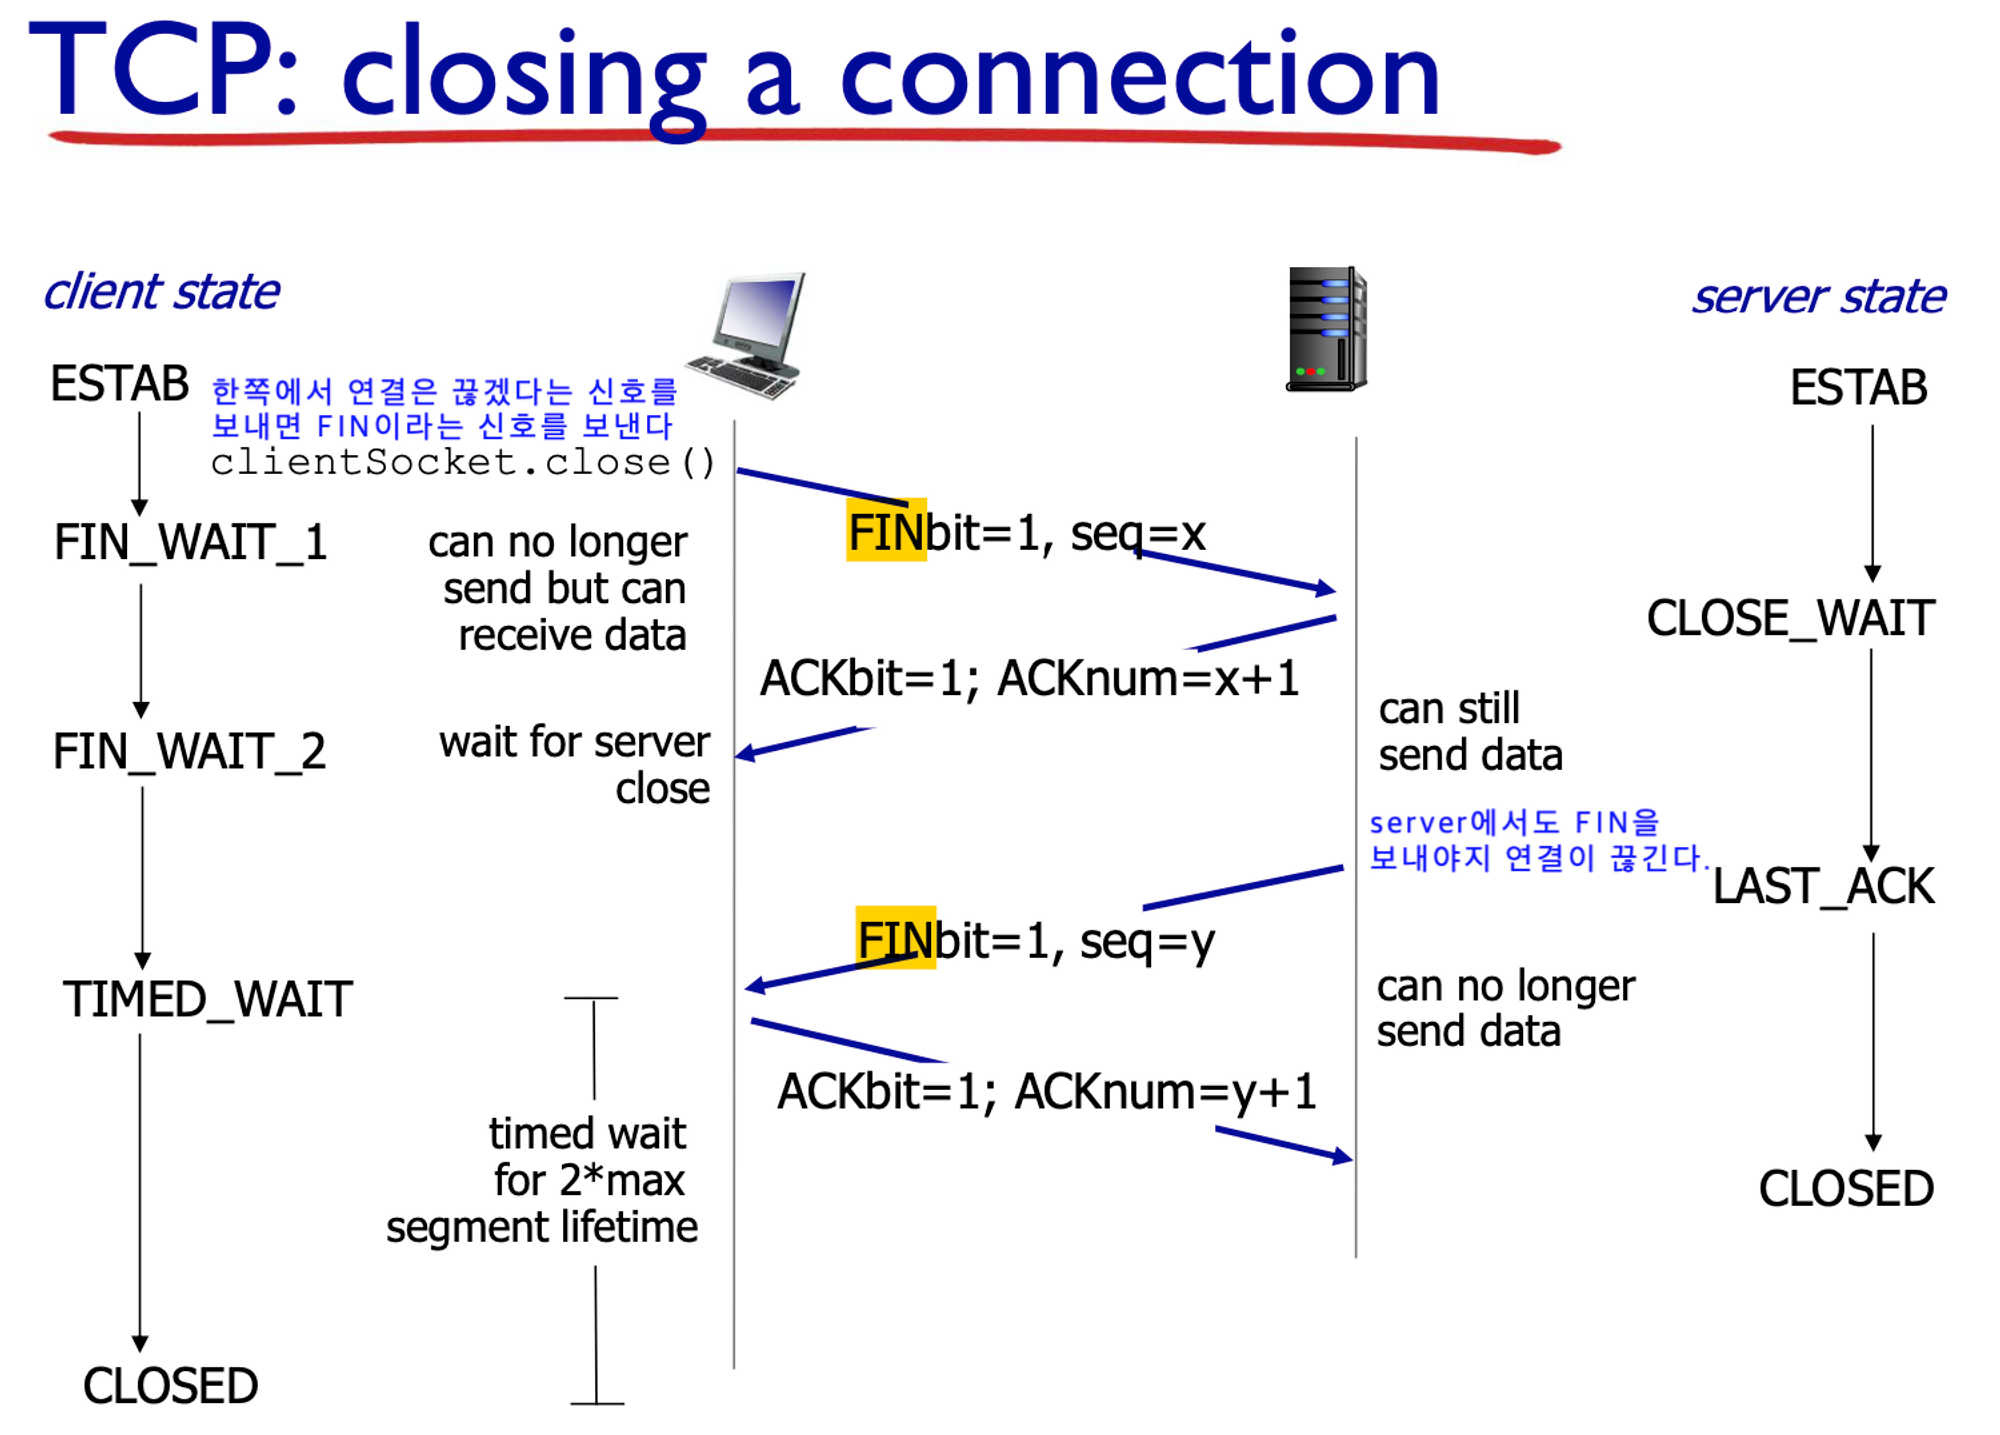 TCP: closing a connection
client state
server state
ESTAB
한쪽에서 연결은 끊겠다는 신호를
보내면 FIN이라는 신호를 보낸다
clientSocket.close()
ESTAB
FINbit=1, seq=x
FIN_WAIT_1
can no longer
send but can
receive data
CLOSE_WAIT
ACKbit=1; ACKnum=x+1
can still
send data
FIN_WAIT_2
wait for server
close
server에서도 FIN을
보내야지 연결이 끊긴다.
LAST_ACK
FINbit=1, seq=y
TIMED_WAIT
can no longer
send data
ACKbit=1; ACKnum=y+1
timed wait
for 2*max
segment lifetime
CLOSED
CLOSED